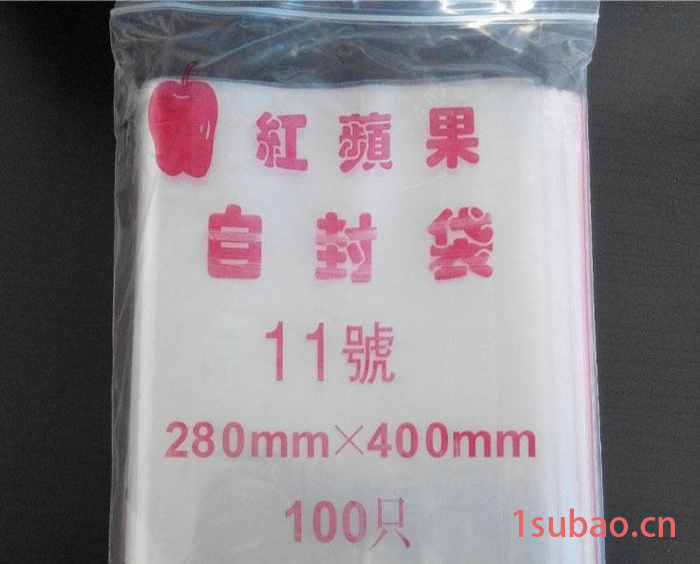 紅蘋果
自封袋
11號
280mm×400mm
100只
1subao.cn